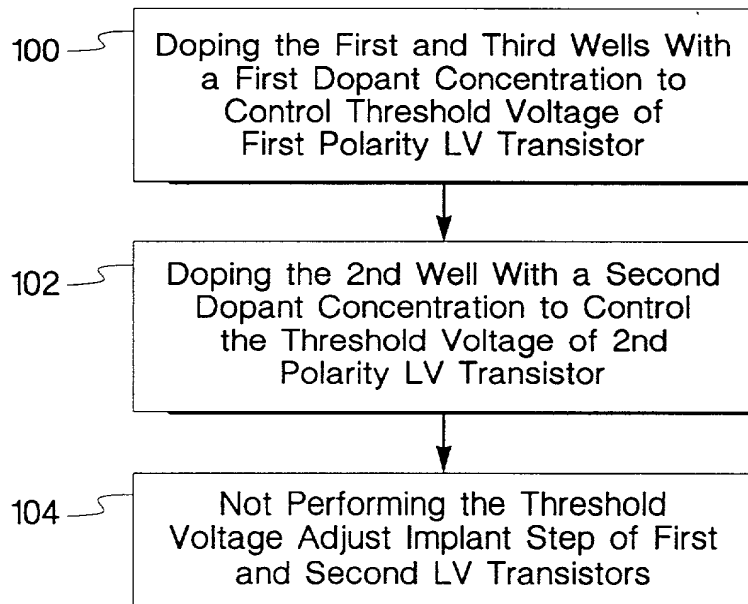 100
Doping the First and Third Wells With
a First Dopant Concentration to
Control Threshold Voltage of
First Polarity LV Transistor
102
Doping the 2nd Well With a Second
Dopant Concentration to Control
the Threshold Voltage of 2nd
Polarity LV Transistor
104
Not Performing the Threshold
Voltage Adjust Implant Step of First
and Second LV Transistors